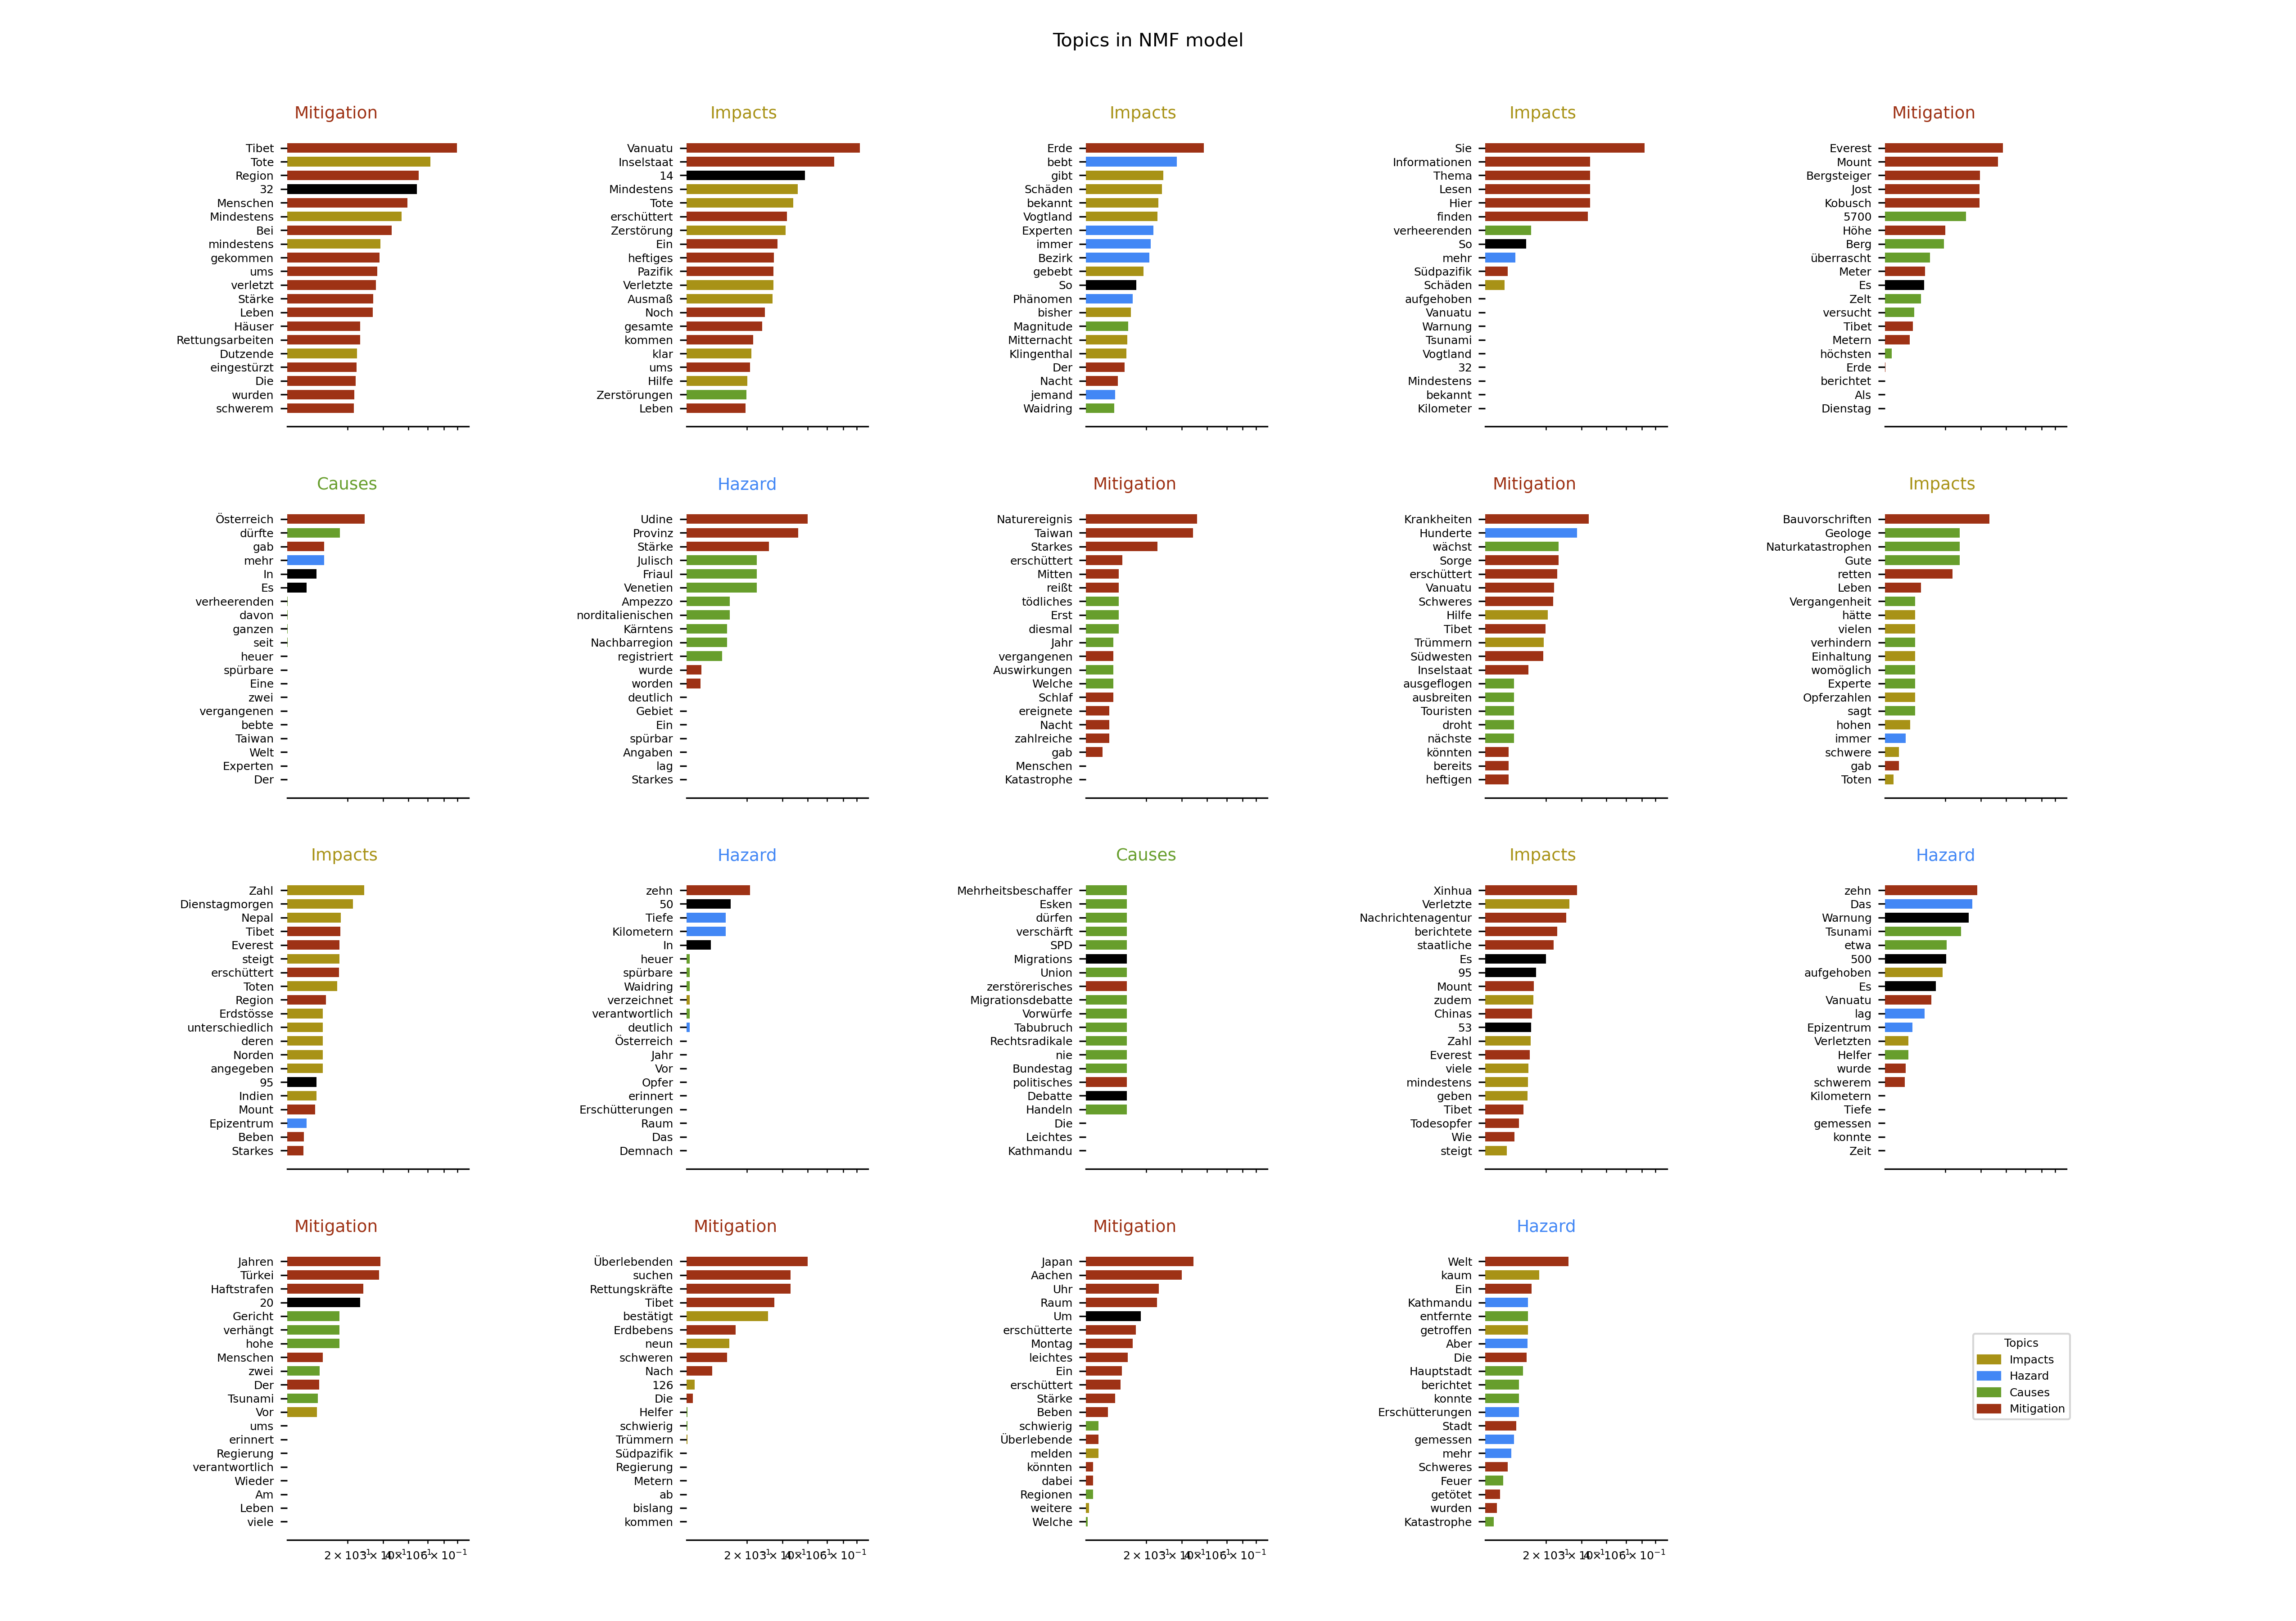 Topics in NMF model
Mitigation
Tibet
Tote
Region
32
Menschen
Mindestens
Bei
mindestens
gekommen
ums
verletzt
Stärke
Leben
Häuser
Rettungsarbeiten
Dutzende
eingestürzt
Die
wurden
schwerem
Impacts
Vanuatu
Inselstaat
14
Mindestens
Tote
erschüttert
Zerstörung
Ein
heftiges
Pazifik
Verletzte
Ausmaß
Noch
gesamte
kommen
klar
ums
Hilfe
Zerstörungen
Leben
Impacts
Erde
bebt
gibt
Schäden
bekannt
Vogtland
Experten
immer
Bezirk
gebebt
So
Phänomen
bisher
Magnitude
Mitternacht
Klingenthal
Der
Nacht
jemand
Waidring
Impacts
Sie
Informationen
Thema
Lesen
Hier
finden
verheerenden
So
mehr
Südpazifik
Schäden
aufgehoben
Vanuatu
Warnung
Tsunami
Vogtland
32
Mindestens
bekannt
Kilometer
Mitigation
Everest
Mount
Bergsteiger
Jost
Kobusch
5700
Höhe
Berg
überrascht
Meter
Es
Zelt
versucht
Tibet
Metern
höchsten
Erde
berichtet
Als
Dienstag
Causes
Österreich
dürfte
gab
mehr
In
Es
verheerenden
davon
ganzen
seit
heuer
spürbare
Eine
zwei
vergangenen
bebte
Taiwan
Welt
Experten
Der
Hazard
Udine
Provinz
Stärke
Julisch
Friaul
Venetien
Ampezzo
norditalienischen
Kärntens
Nachbarregion
registriert
wurde
worden
deutlich
Gebiet
Ein
spürbar
Angaben
lag
Starkes
Mitigation
Naturereignis
Taiwan
Starkes
erschüttert
Mitten
reißt
tödliches
Erst
diesmal
Jahr
vergangenen
Auswirkungen
Welche
Schlaf
ereignete
Nacht
zahlreiche
gab
Menschen
Katastrophe
Mitigation
Krankheiten
Hunderte
wächst
Sorge
erschüttert
Vanuatu
Schweres
Hilfe
Tibet
Trümmern
Südwesten
Inselstaat
ausgeflogen
ausbreiten
Touristen
droht
nächste
könnten
bereits
heftigen
Impacts
Bauvorschriften
Geologe
Naturkatastrophen
Gute
retten
Leben
Vergangenheit
hätte
vielen
verhindern
Einhaltung
womöglich
Experte
Opferzahlen
sagt
hohen
immer
schwere
gab
Toten
Impacts
Zahl
Dienstagmorgen
Nepal
Tibet
Everest
steigt
erschüttert
Toten
Region
Erdstösse
unterschiedlich
deren
Norden
angegeben
95
Indien
Mount
Epizentrum
Beben
Starkes
Hazard
zehn
50
Tiefe
Kilometern
In
heuer
spürbare
Waidring
verzeichnet
verantwortlich
deutlich
Österreich
Jahr
Vor
Opfer
erinnert
Erschütterungen
Raum
Das
Demnach
Causes
Mehrheitsbeschaffer
Esken
dürfen
verschärft
SPD
Migrations
Union
zerstörerisches
Migrationsdebatte
Vorwürfe
Tabubruch
Rechtsradikale
nie
Bundestag
politisches
Debatte
Handeln
Die
Leichtes
Kathmandu
Impacts
Xinhua
Verletzte
Nachrichtenagentur
berichtete
staatliche
Es
95
Mount
zudem
Chinas
53
Zahl
Everest
viele
mindestens
geben
Tibet
Todesopfer
Wie
steigt
Hazard
zehn
Das
Warnung
Tsunami
etwa
500
aufgehoben
Es
Vanuatu
lag
Epizentrum
Verletzten
Helfer
wurde
schwerem
Kilometern
Tiefe
gemessen
konnte
Zeit
Mitigation
Jahren
Türkei
Haftstrafen
20
Gericht
verhängt
hohe
Menschen
zwei
Der
Tsunami
Vor
ums
erinnert
Regierung
verantwortlich
Wieder
Am
Leben
viele
Mitigation
Überlebenden
suchen
Rettungskräfte
Tibet
bestätigt
Erdbebens
neun
schweren
Nach
126
Die
Helfer
schwierig
Trümmern
Südpazifik
Regierung
Metern
ab
bislang
kommen
Mitigation
Japan
Aachen
Uhr
Raum
Um
erschütterte
Montag
leichtes
Ein
erschüttert
Stärke
Beben
schwierig
Überlebende
melden
könnten
dabei
Regionen
weitere
Welche
Hazard
Welt
kaum
Ein
Kathmandu
entfernte
getroffen
Aber
Die
Hauptstadt
berichtet
konnte
Erschütterungen
Stadt
gemessen
mehr
Schweres
Feuer
getötet
wurden
Katastrophe
Topics
Impacts
Hazard
Causes
Mitigation